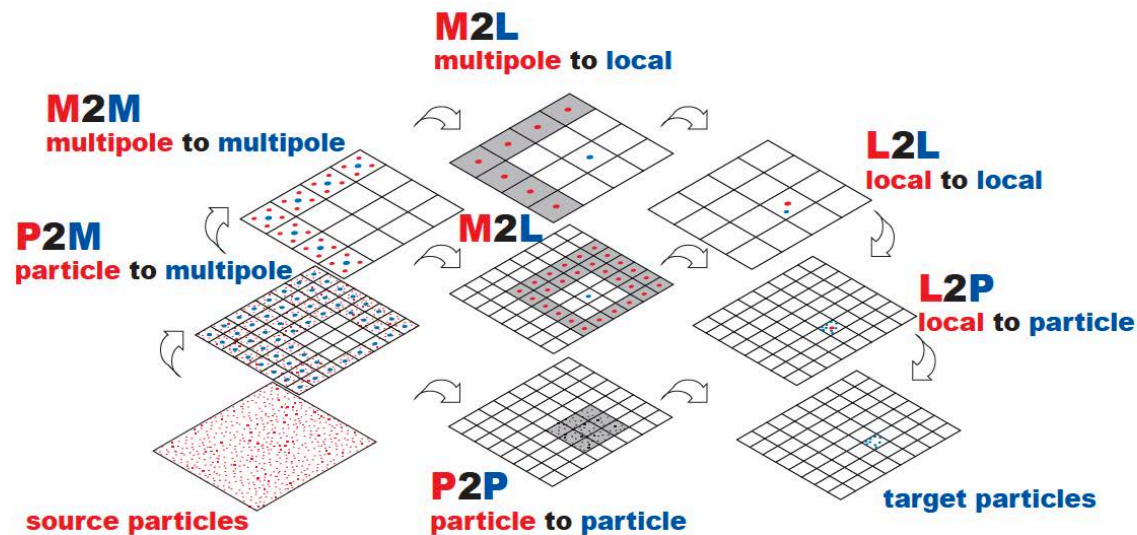 M2L
multipole to local
M2M
multipole to multipole
L2L
local to local
P2M
particle to multipole
M2L
L2P
local to particle
P2P
particle to particle
source particles
target particles